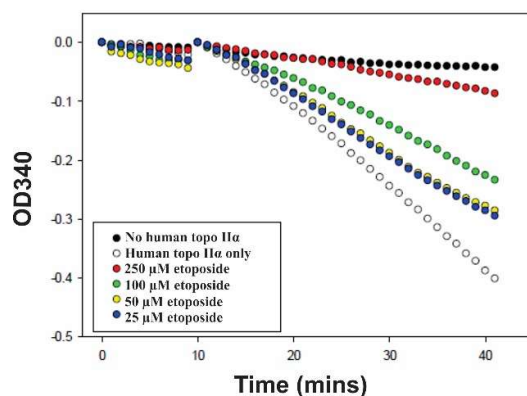 0.0
-0.1
-0.2
-0.3
-0.4
-0.5
OD340
No human topo IIα
Human topo IIα only
250 µM etoposide
100 µM etoposide
50 µM etoposide
25 µM etoposide
0 10 20 30 40
Time (mins)